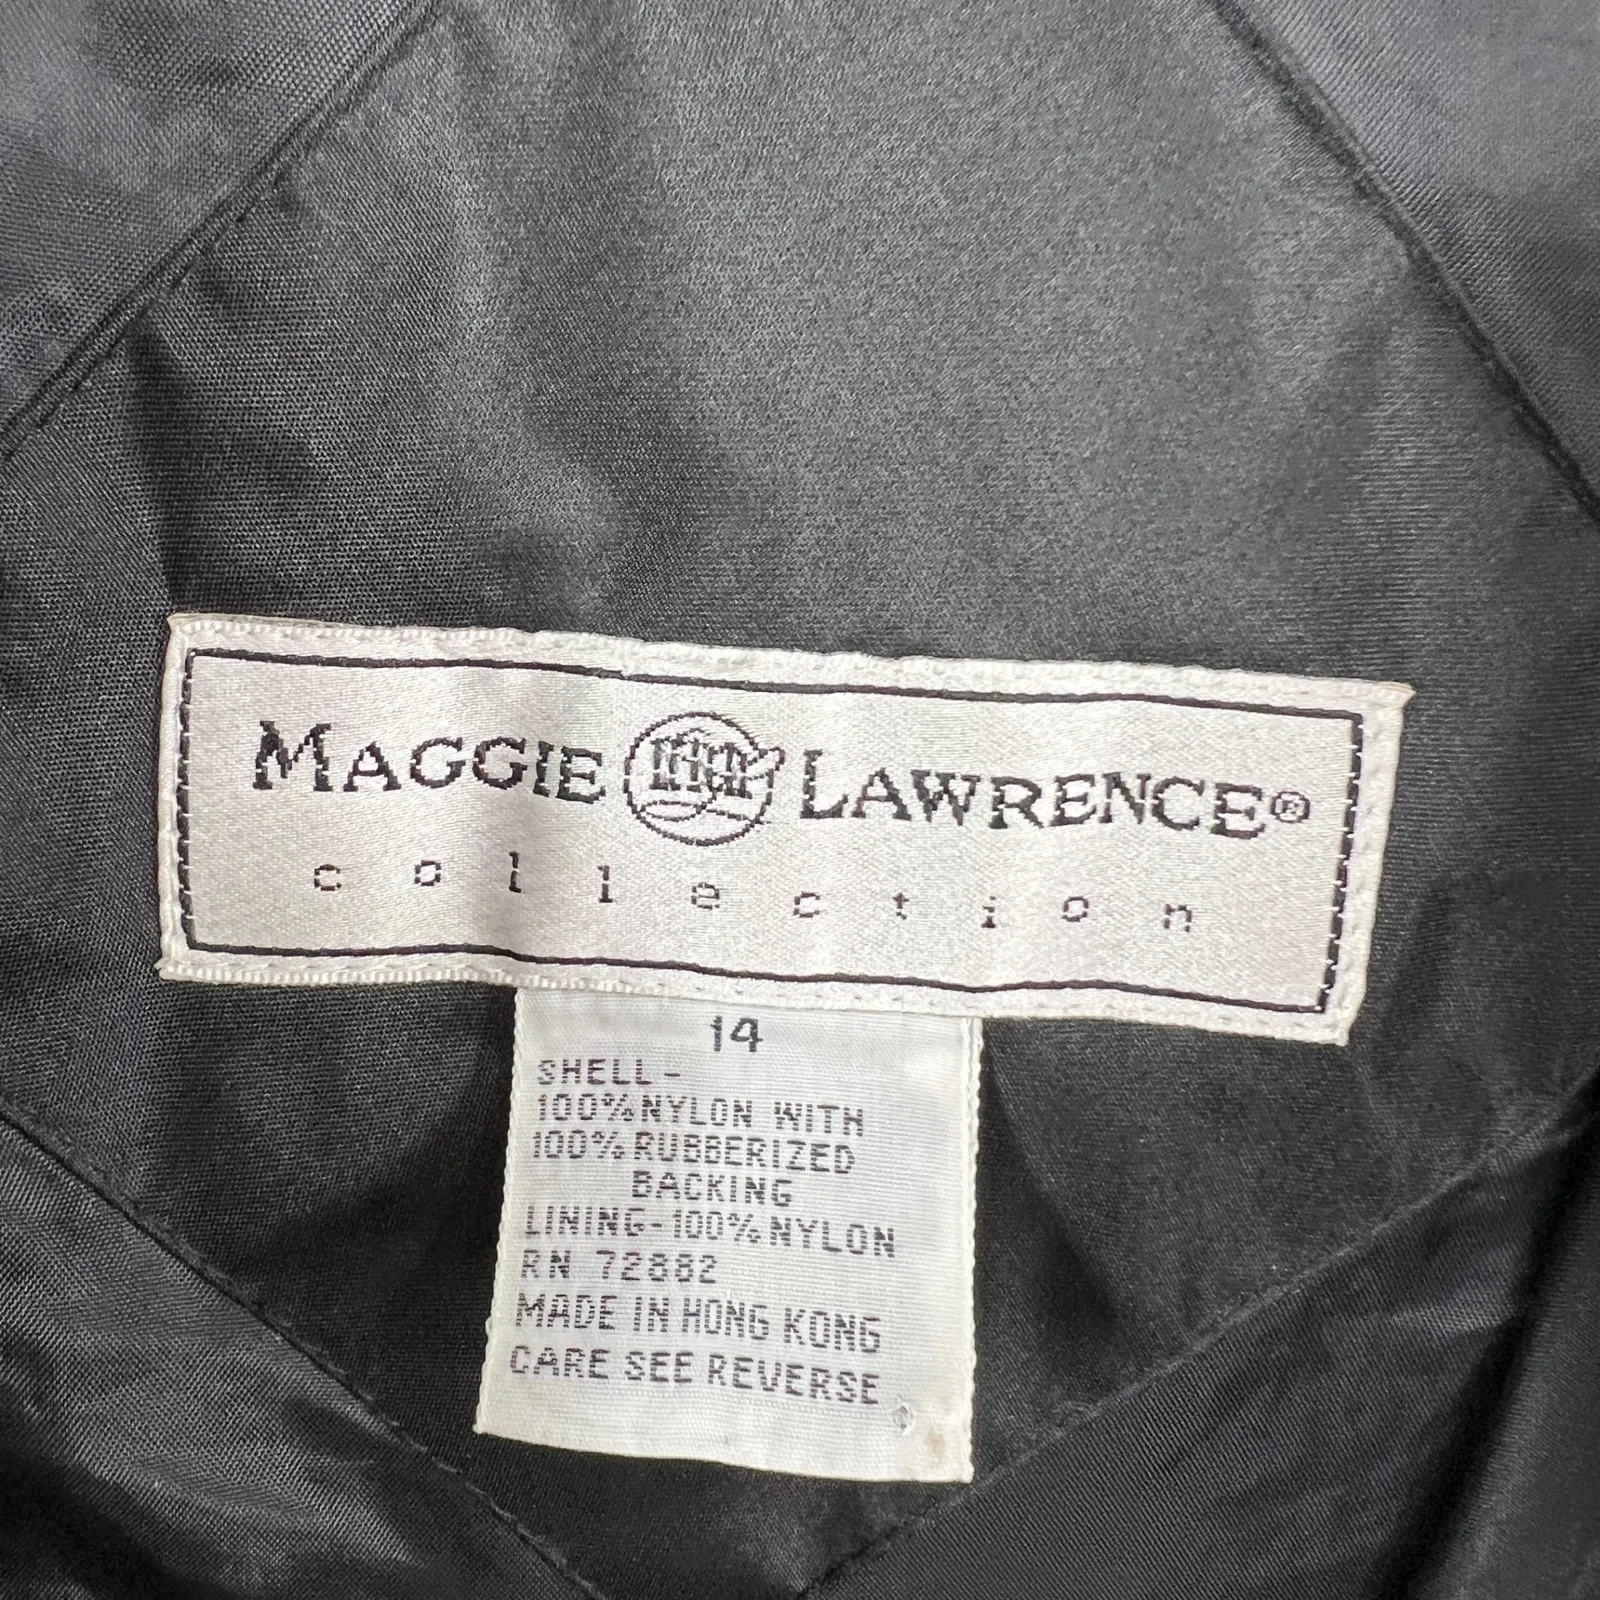 MAGGIE LAWRENCE®
collection
14
SHELL-
100% NYLON WITH
100% RUBBERIZED
BACKING
LINING-100% NYLON
RN 72882
MADE IN HONG KONG
CARE SEE REVERSE